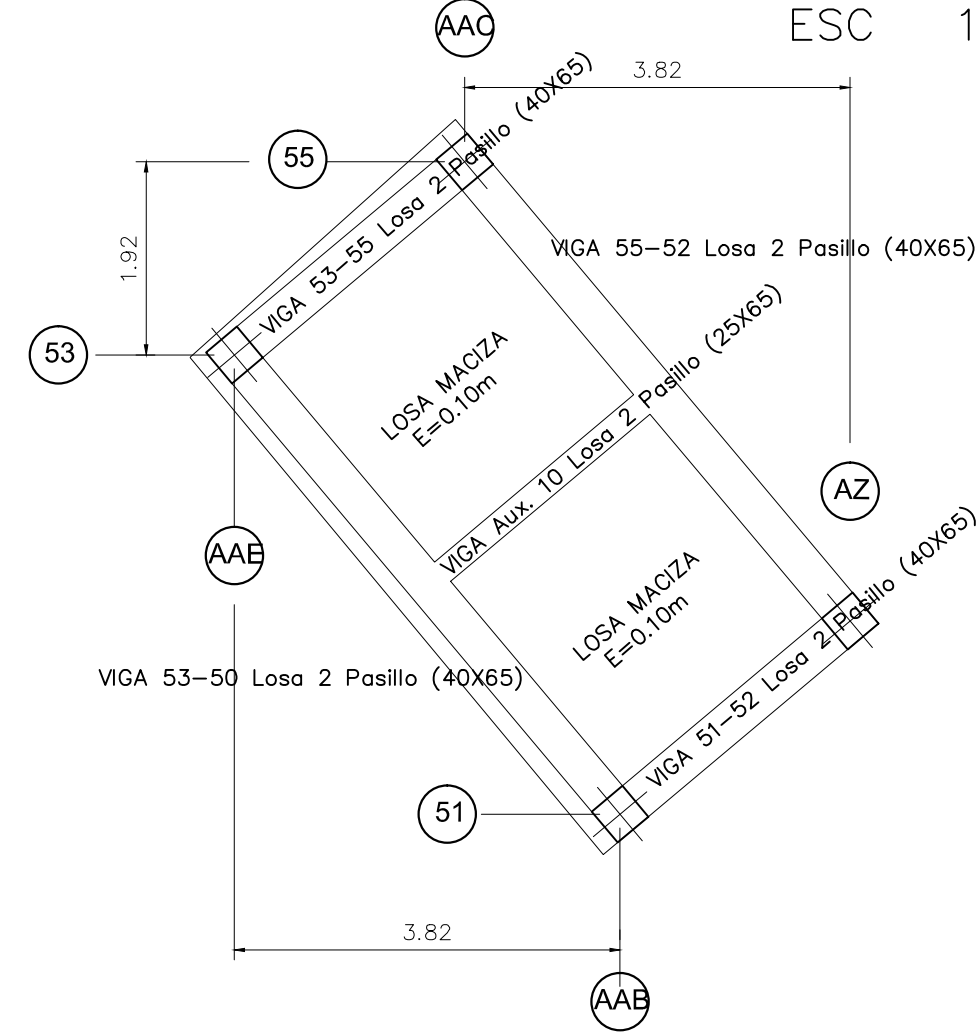 AAC
ESC 1
3.82
55
VIGA 53-55 Losa 2 Pasillo (40X65)
1.92
VIGA 55-52 Losa 2 Pasillo (40X65)
53
LOSA MACIZA
E=0.10m
VIGA Aux. 10 Losa 2 Pasillo (25X65)
AZ
AAE
LOSA MACIZA
E=0.10m
VIGA 53-50 Losa 2 Pasillo (40X65)
VIGA 51-52 Losa 2 Pasillo (40X65)
51
3.82
AAB